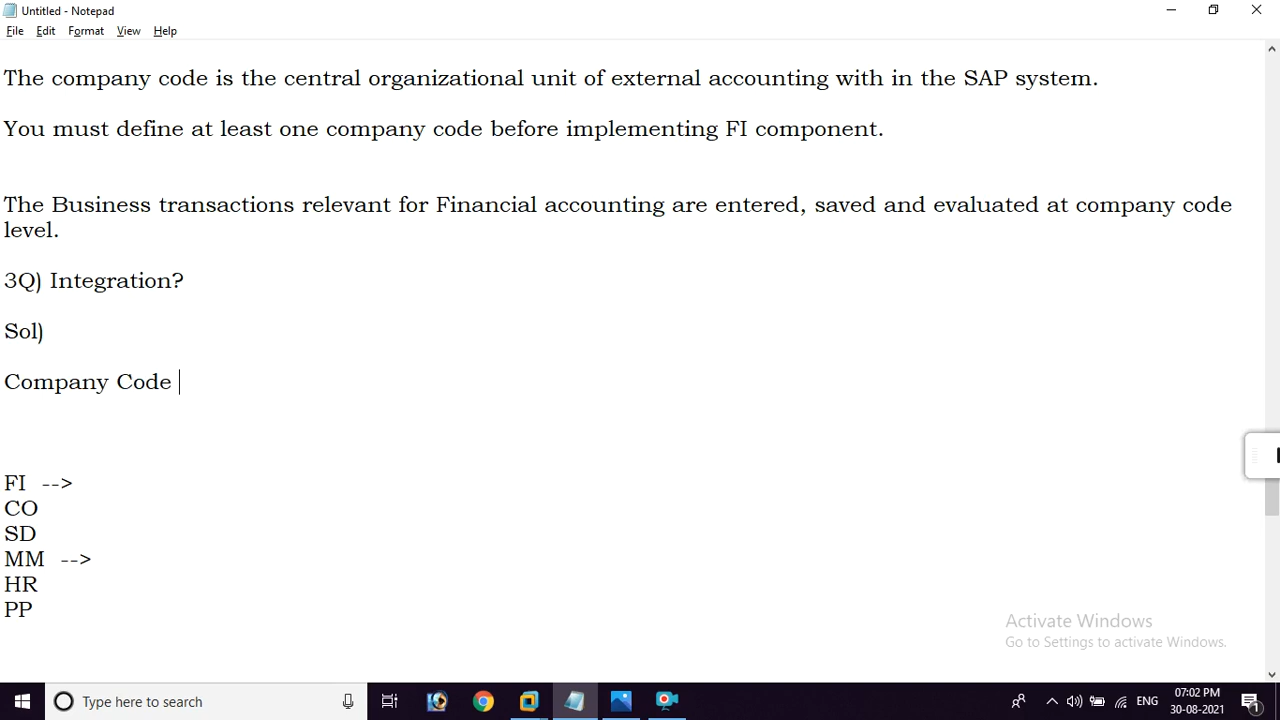 Untitled - Notepad
File Edit Format View Help
The company code is the central organizational unit of external accounting with in the SAP system.
You must define at least one company code before implementing FI component.
The Business transactions relevant for Financial accounting are entered, saved and evaluated at company code
level.
3Q) Integration?
Sol)
Company Code
FI -->
CO
SD
MM -->
HR
PP
Activate Windows
Go to Settings to activate Windows.
Type here to search
ENG
07:02 PM
30-08-2021
1